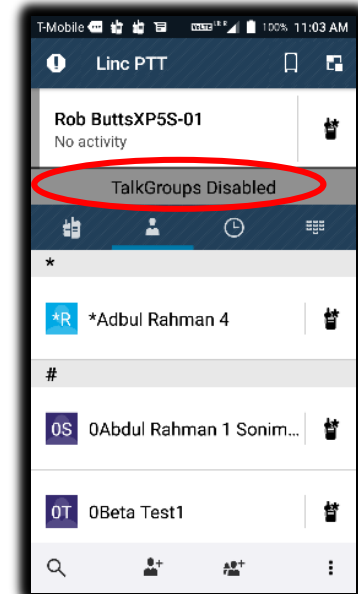 T-Mobile 100% 11:03 AM
Linc PTT
Rob ButtsXP5S-01
No activity
TalkGroups Disabled
*
*R *Adbul Rahman 4
#
0S 0Abdul Rahman 1 Sonim...
0T 0Beta Test1